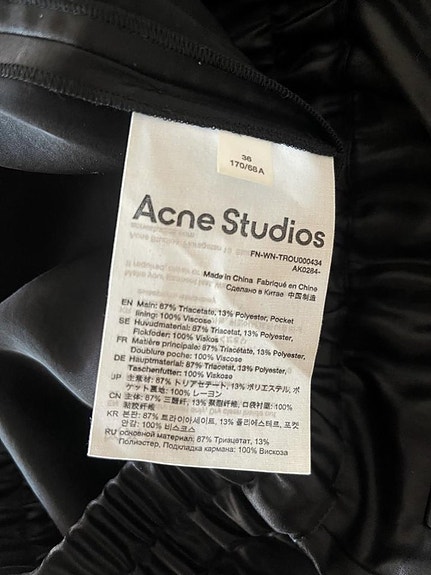 36
170/68A
Acne Studios
FN-WN-TROU000434
AK0284-
Made in China Fabriqué en Chine
Сделано в Китае 中国制造
EN Main: 87% Triacetate, 13% Polyester, Pocket
lining: 100% Viscose
SE Huvudmaterial: 87% Triacetat, 13% Polyester,
Fickfoder: 100% Viskos
FR Matière principale: 87% Triacétate, 13% Polyester,
Doublure poche: 100% Viscose
DE Hauptmaterial: 87% Triacetat, 13% Polyester,
Taschenfutter: 100% Viskose
JP 主素材: 87% トリアセテート, 13% ポリエステル, ポ
ケット裏地: 100% レーヨン
CN 主体: 87% 三醋纤, 13% 聚酯纤维, 口袋衬里: 100%
粘胶纤维
KR 본판: 87% 트라이아세이트, 13% 폴리에스터, 포켓
안감: 100% 비스코스
RU основной материал: 87% Триацетат, 13%
Полиэстер, Подкладка кармана: 100% Вискоза